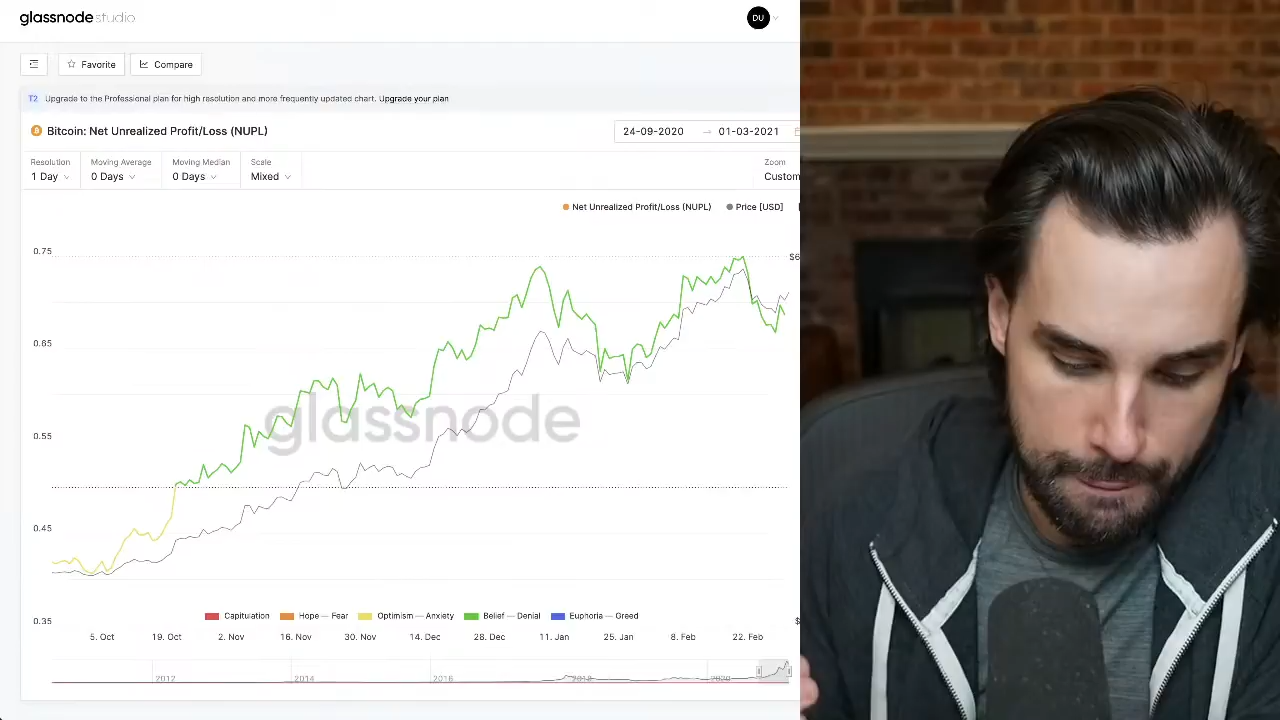 glassnode studio
DU
Favorite
Compare
T2 Upgrade to the Professional plan for high resolution and more frequently updated chart. Upgrade your plan
Bitcoin: Net Unrealized Profit/Loss (NUPL)
24-09-2020 → 01-03-2021
Resolution Moving Average Moving Median Scale Zoom
1 Day 0 Days 0 Days Mixed Custom
Net Unrealized Profit/Loss (NUPL) Price [USD]
0.75
$6
0.65
glassnode
0.55
0.45
Capitulation Hope — Fear Optimism — Anxiety Belief — Denial Euphoria — Greed
0.35
$
5. Oct 19. Oct 2. Nov 16. Nov 30. Nov 14. Dec 28. Dec 11. Jan 25. Jan 8. Feb 22. Feb
2012 2014 2016 2018 2020